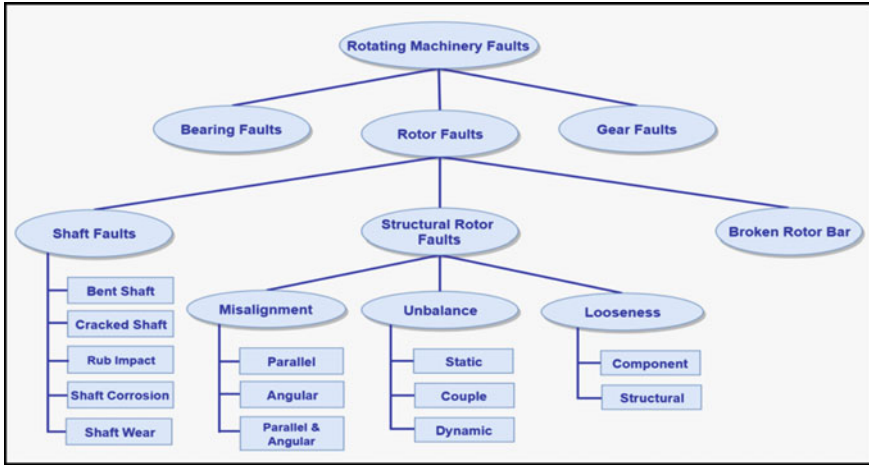 Rotating Machinery Faults
Bearing Faults
Rotor Faults
Gear Faults
Shaft Faults
Structural Rotor
Faults
Broken Rotor Bar
Bent Shaft
Cracked Shaft
Rub Impact
Shaft Corrosion
Shaft Wear
Misalignment
Parallel
Angular
Parallel &
Angular
Unbalance
Static
Couple
Dynamic
Looseness
Component
Structural